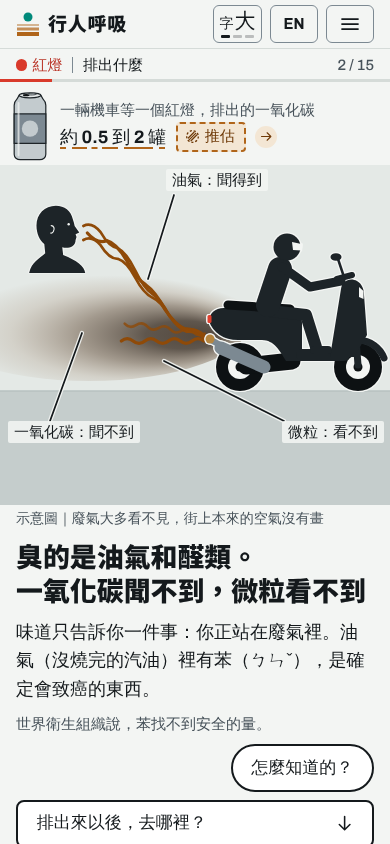 行人呼吸
字大
EN
紅燈
排出什麼
2 / 15
一輛機車等一個紅燈，排出的一氧化碳
約 0.5 到 2 罐
推估
油氣：聞得到
一氧化碳：聞不到
微粒：看不到
示意圖｜廢氣大多看不見，街上本來的空氣沒有畫
臭的是油氣和醛類。
一氧化碳聞不到，微粒看不到
味道只告訴你一件事：你正站在廢氣裡。油
氣（沒燒完的汽油）裡有苯（ㄅㄣˇ），是確
定會致癌的東西。
世界衛生組織說，苯找不到安全的量。
怎麼知道的？
排出來以後，去哪裡？